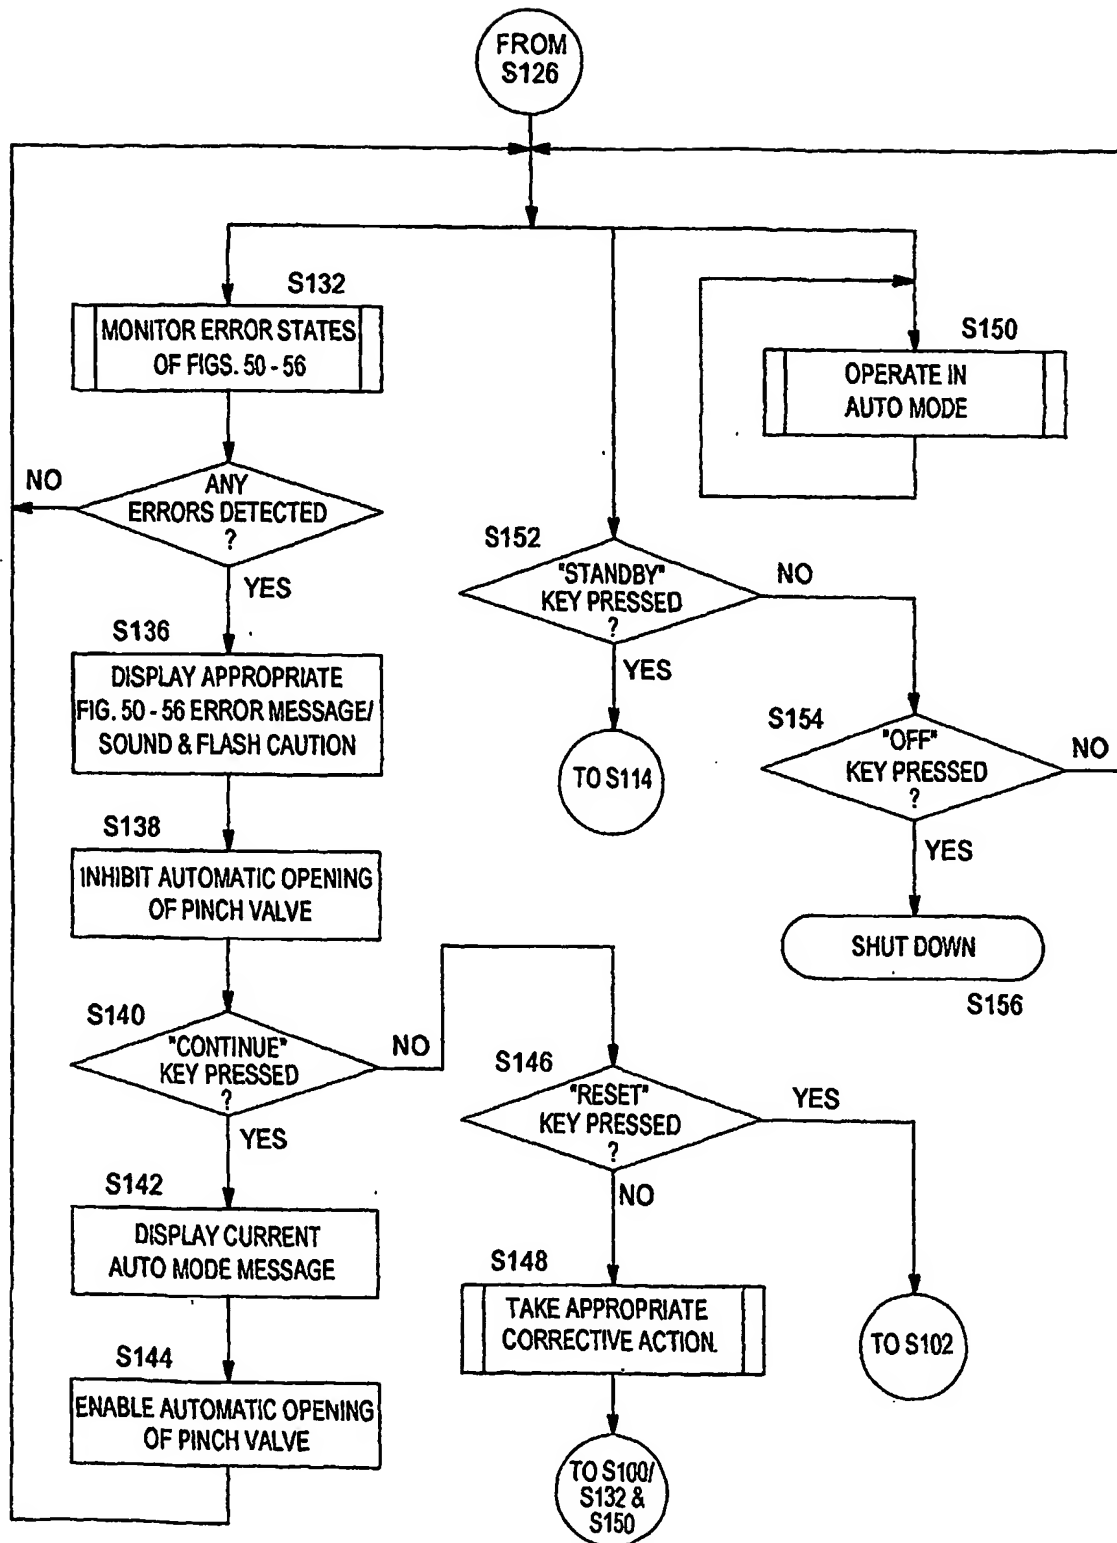 FROM
S126
S132
MONITOR ERROR STATES
OF FIGS. 50 - 56
S150
OPERATE IN
AUTO MODE
NO
ANY
ERRORS DETECTED
?
YES
S152
"STANDBY"
KEY PRESSED
?
NO
YES
S136
DISPLAY APPROPRIATE
FIG. 50 - 56 ERROR MESSAGE/
SOUND & FLASH CAUTION
TO S114
S154
"OFF"
KEY PRESSED
?
NO
YES
S138
INHIBIT AUTOMATIC OPENING
OF PINCH VALVE
SHUT DOWN
S156
S140
"CONTINUE"
KEY PRESSED
?
NO
YES
S146
"RESET"
KEY PRESSED
?
YES
NO
S142
DISPLAY CURRENT
AUTO MODE MESSAGE
S148
TAKE APPROPRIATE
CORRECTIVE ACTION.
TO S102
S144
ENABLE AUTOMATIC OPENING
OF PINCH VALVE
TO S100/
S132 &
S150